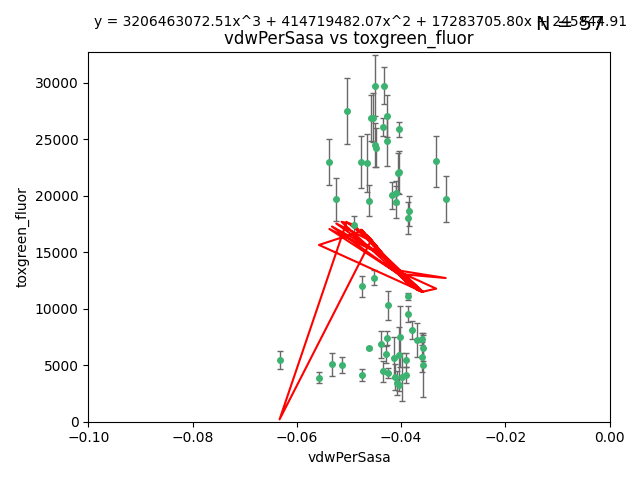 y = 3206463072.51x^3 + 414719482.07x^2 + 17283705.80x + 245844.91
N = 57
vdwPerSasa vs toxgreen_fluor
toxgreen_fluor
30000
25000
20000
15000
10000
5000
0
−0.10
−0.08
−0.06
−0.04
−0.02
0.00
vdwPerSasa